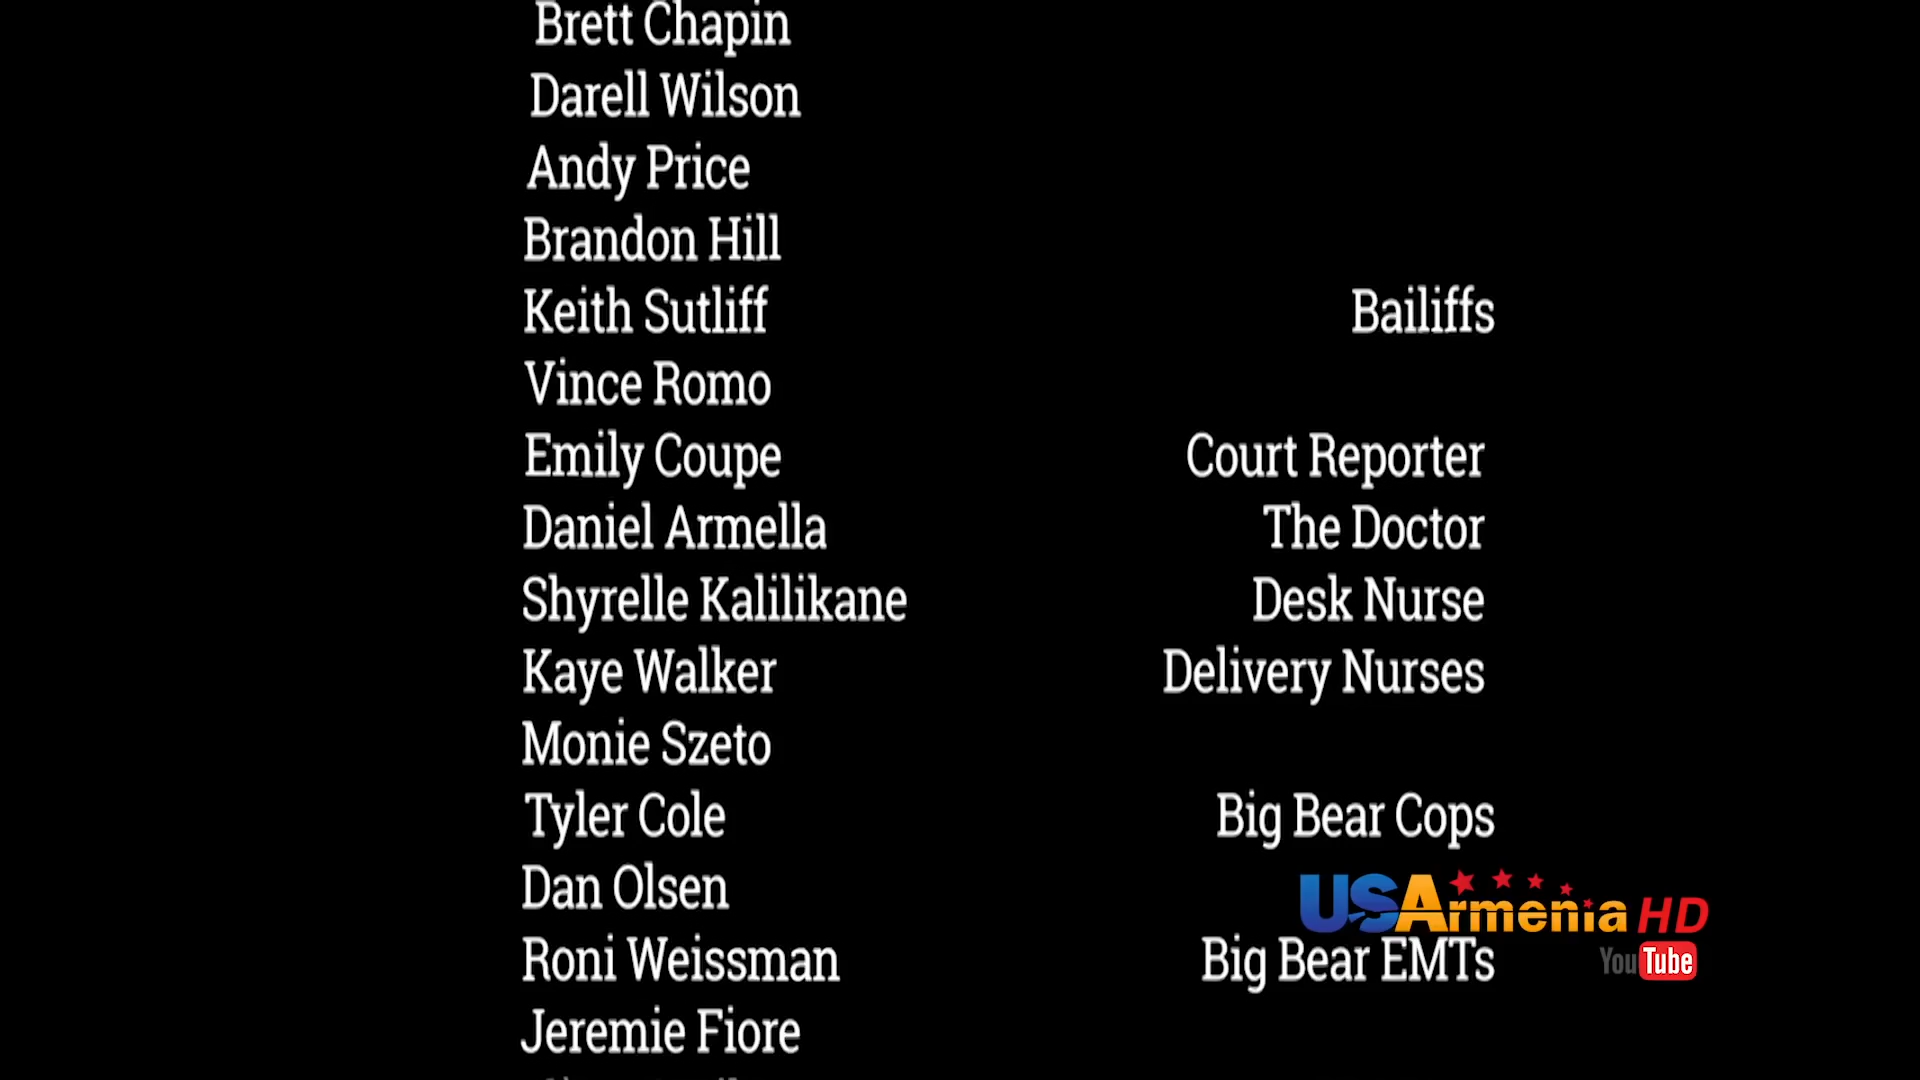 Brett Chapin
Darell Wilson
Andy Price
Brandon Hill
Keith Sutliff Bailiffs
Vince Romo
Emily Coupe Court Reporter
Daniel Armella The Doctor
Shyrelle Kalilikane Desk Nurse
Kaye Walker Delivery Nurses
Monie Szeto
Tyler Cole Big Bear Cops
Dan Olsen
USArmenia HD
Roni Weissman Big Bear EMTs
YouTube
Jeremie Fiore